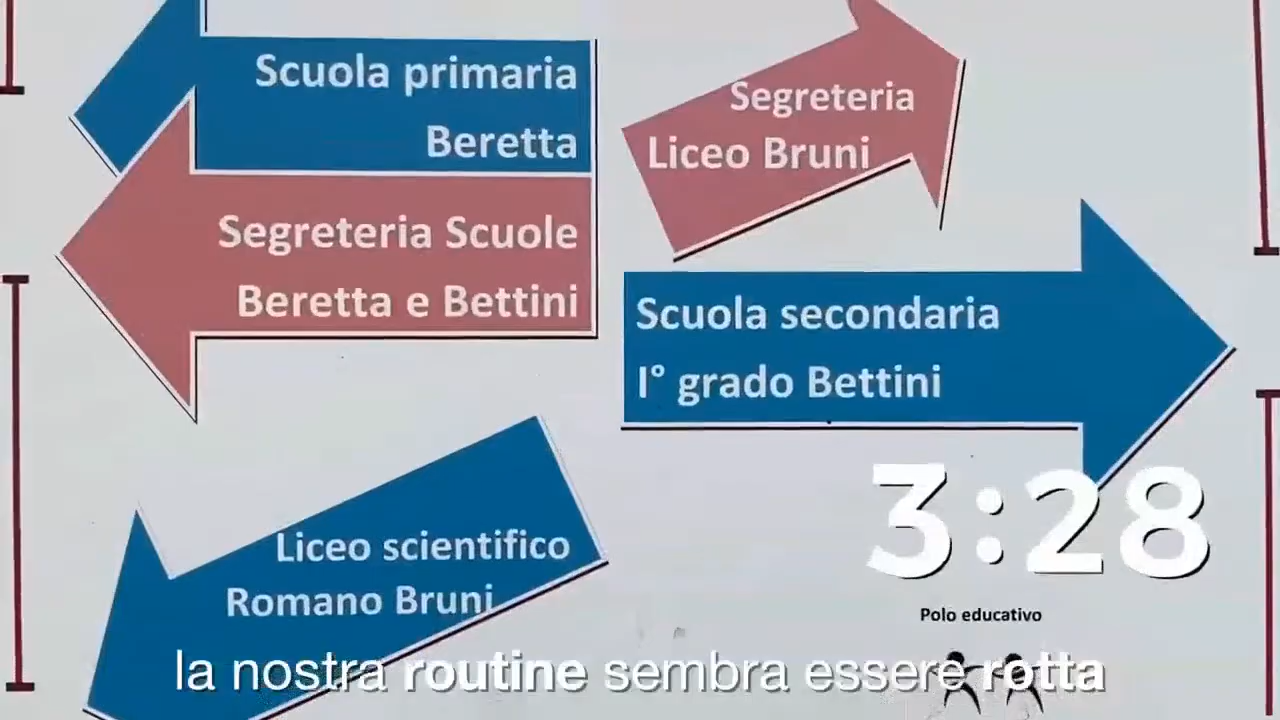 Scuola primaria
Beretta
Segreteria Scuole
Beretta e Bettini
Liceo scientifico
Romano Bruni
Segreteria
Liceo Bruni
Scuola secondaria
I° grado Bettini
3:28
Polo educativo
la nostra routine sembra essere rotta